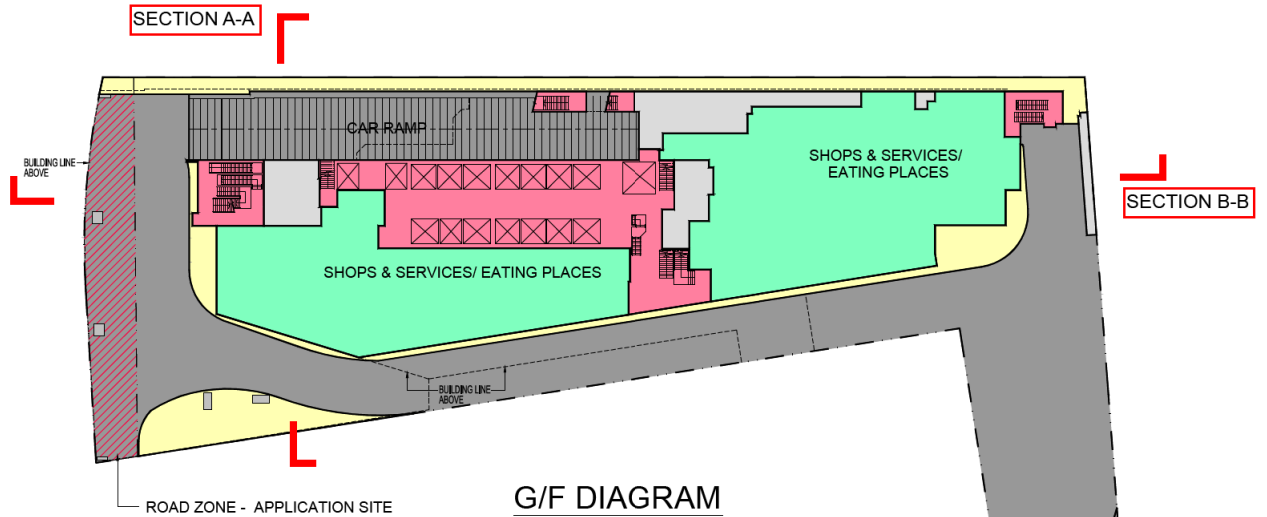 SECTION A-A
CAR RAMP
BUILDING LINE
ABOVE
SHOPS & SERVICES/
EATING PLACES
SECTION B-B
SHOPS & SERVICES/ EATING PLACES
BUILDING LINE
ABOVE
ROAD ZONE - APPLICATION SITE
G/F DIAGRAM